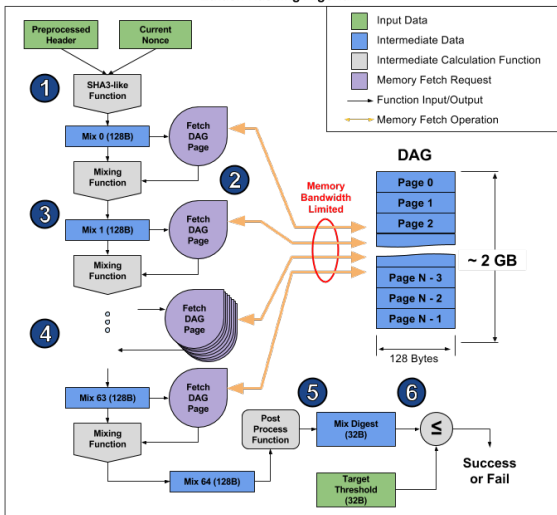 Preprocessed
Header
Current
Nonce
Input Data
Intermediate Data
Intermediate Calculation Function
Memory Fetch Request
Function Input/Output
Memory Fetch Operation
1
SHA3-like
Function
Mix 0 (128B)
Fetch
DAG
Page
Mixing
Function
2
3
Mix 1 (128B)
Fetch
DAG
Page
Mixing
Function
Memory
Bandwidth
Limited
DAG
Page 0
Page 1
Page 2
Page N - 3
Page N - 2
Page N - 1
~ 2 GB
128 Bytes
4
Fetch
DAG
Page
Mix 63 (128B)
Fetch
DAG
Page
Mixing
Function
Mix 64 (128B)
Post
Process
Function
5
Mix Digest
(32B)
6
≤
Target
Threshold
(32B)
Success
or Fail